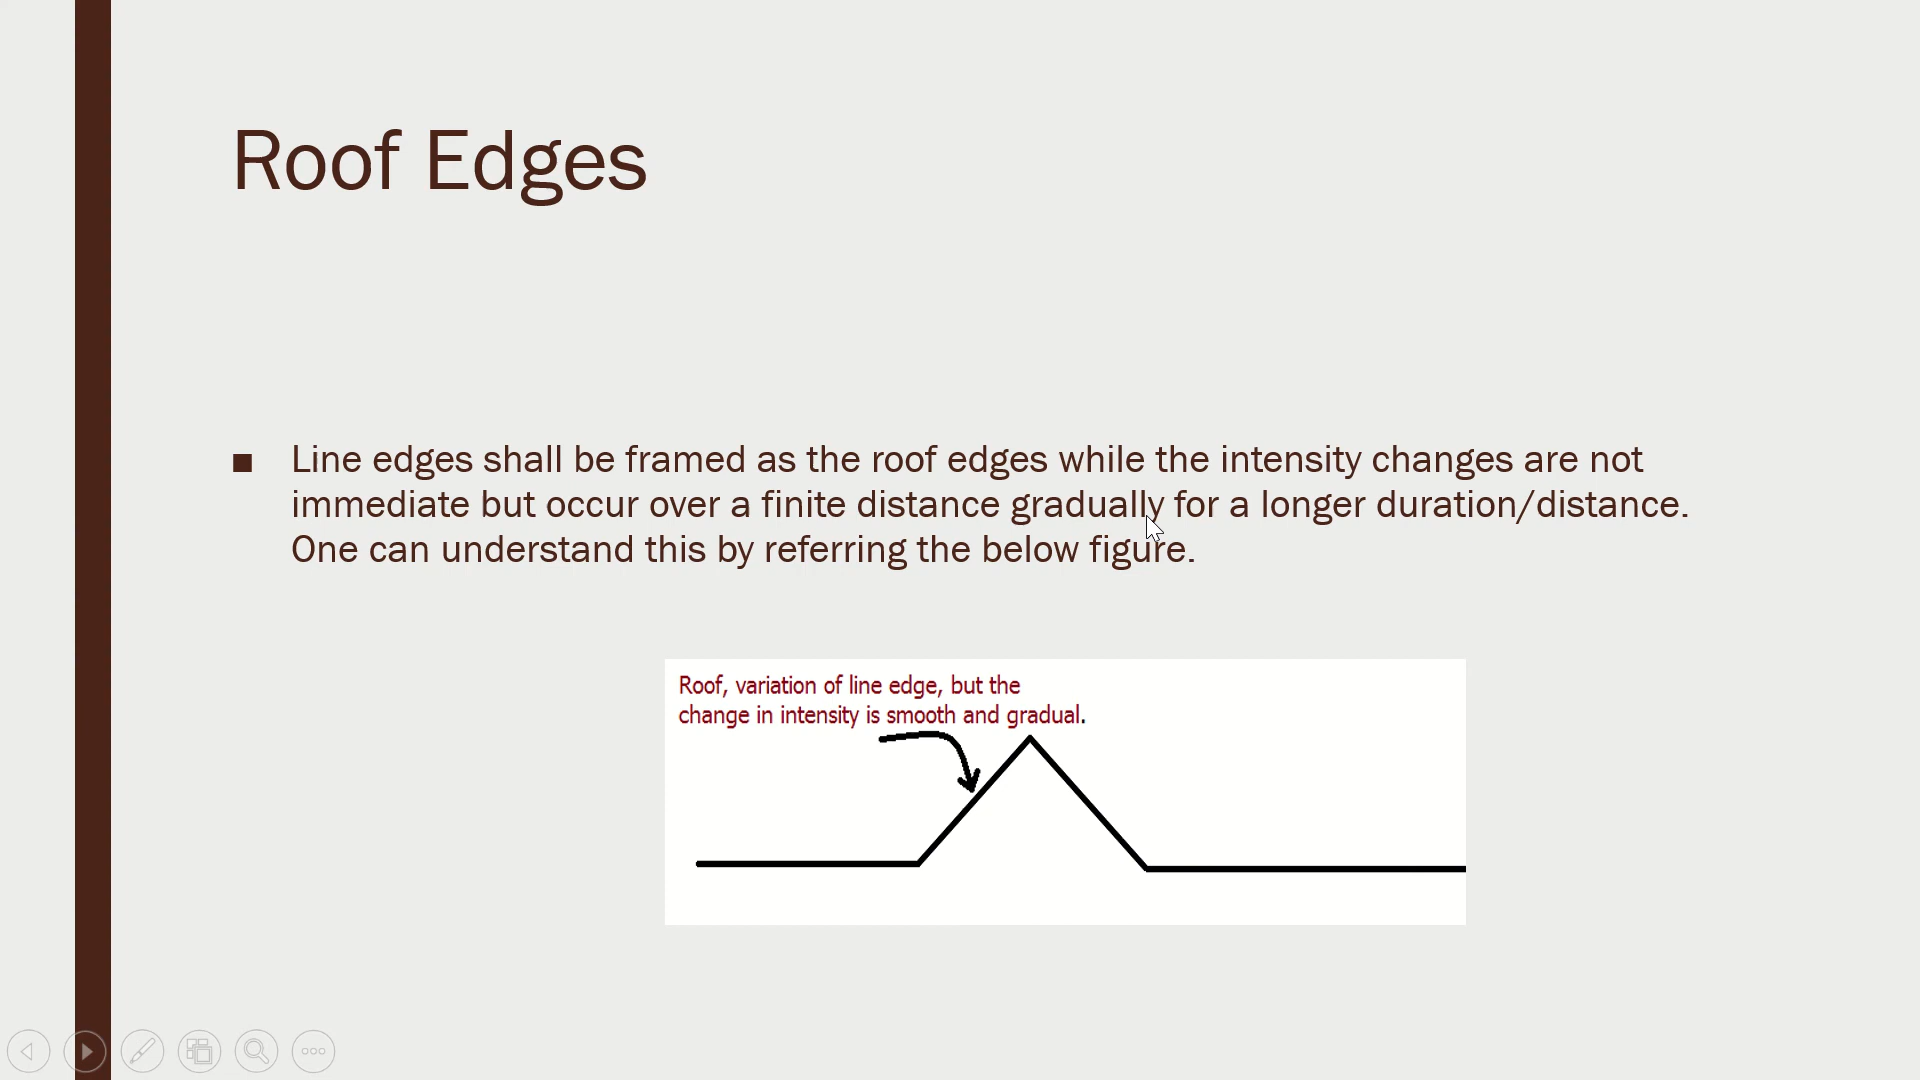 Roof Edges
■ Line edges shall be framed as the roof edges while the intensity changes are not
immediate but occur over a finite distance gradually for a longer duration/distance.
One can understand this by referring the below figure.
Roof, variation of line edge, but the
change in intensity is smooth and gradual.